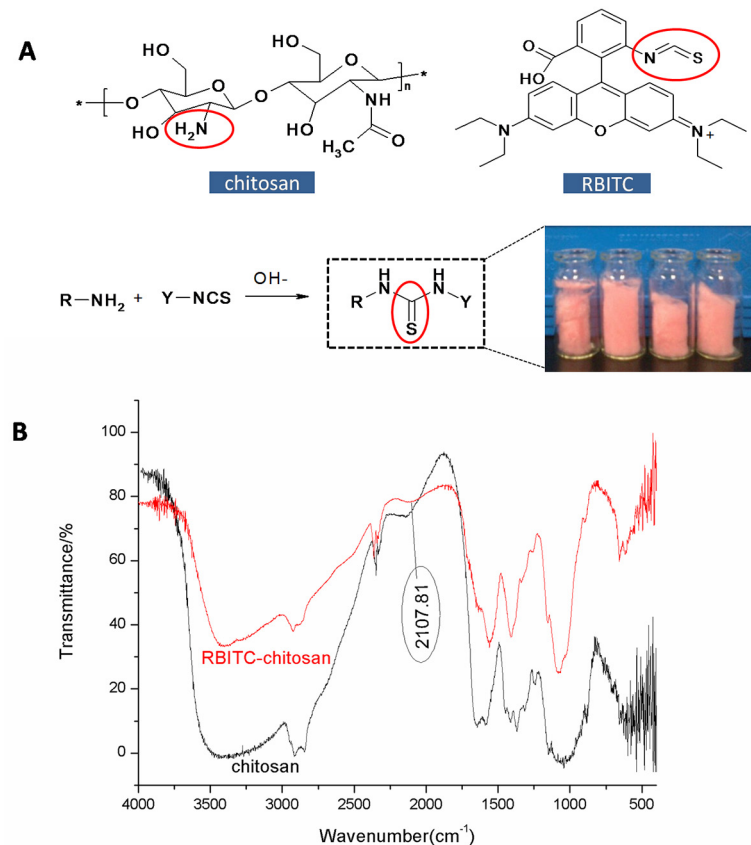 A
HO
HO
O
O
O
O
*
*
n
HO
H₂N
HO
NH
H₃C
O
chitosan
O
OH
N
S
N
O
N
+
RBITC
R—NH₂ + Y—NCS
OH-
H
N
H
N
R
Y
S
B
Transmittance/%
100
80
60
40
20
0
2107.81
RBITC-chitosan
chitosan
4000 3500 3000 2500 2000 1500 1000 500
Wavenumber(cm⁻¹)